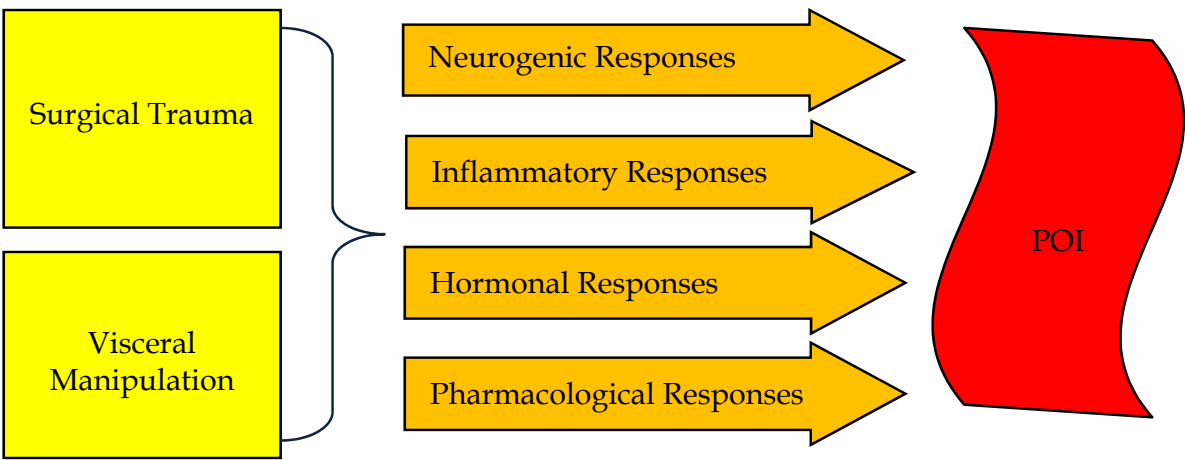 Surgical Trauma
Visceral
Manipulation
Neurogenic Responses
Inflammatory Responses
Hormonal Responses
Pharmacological Responses
POI